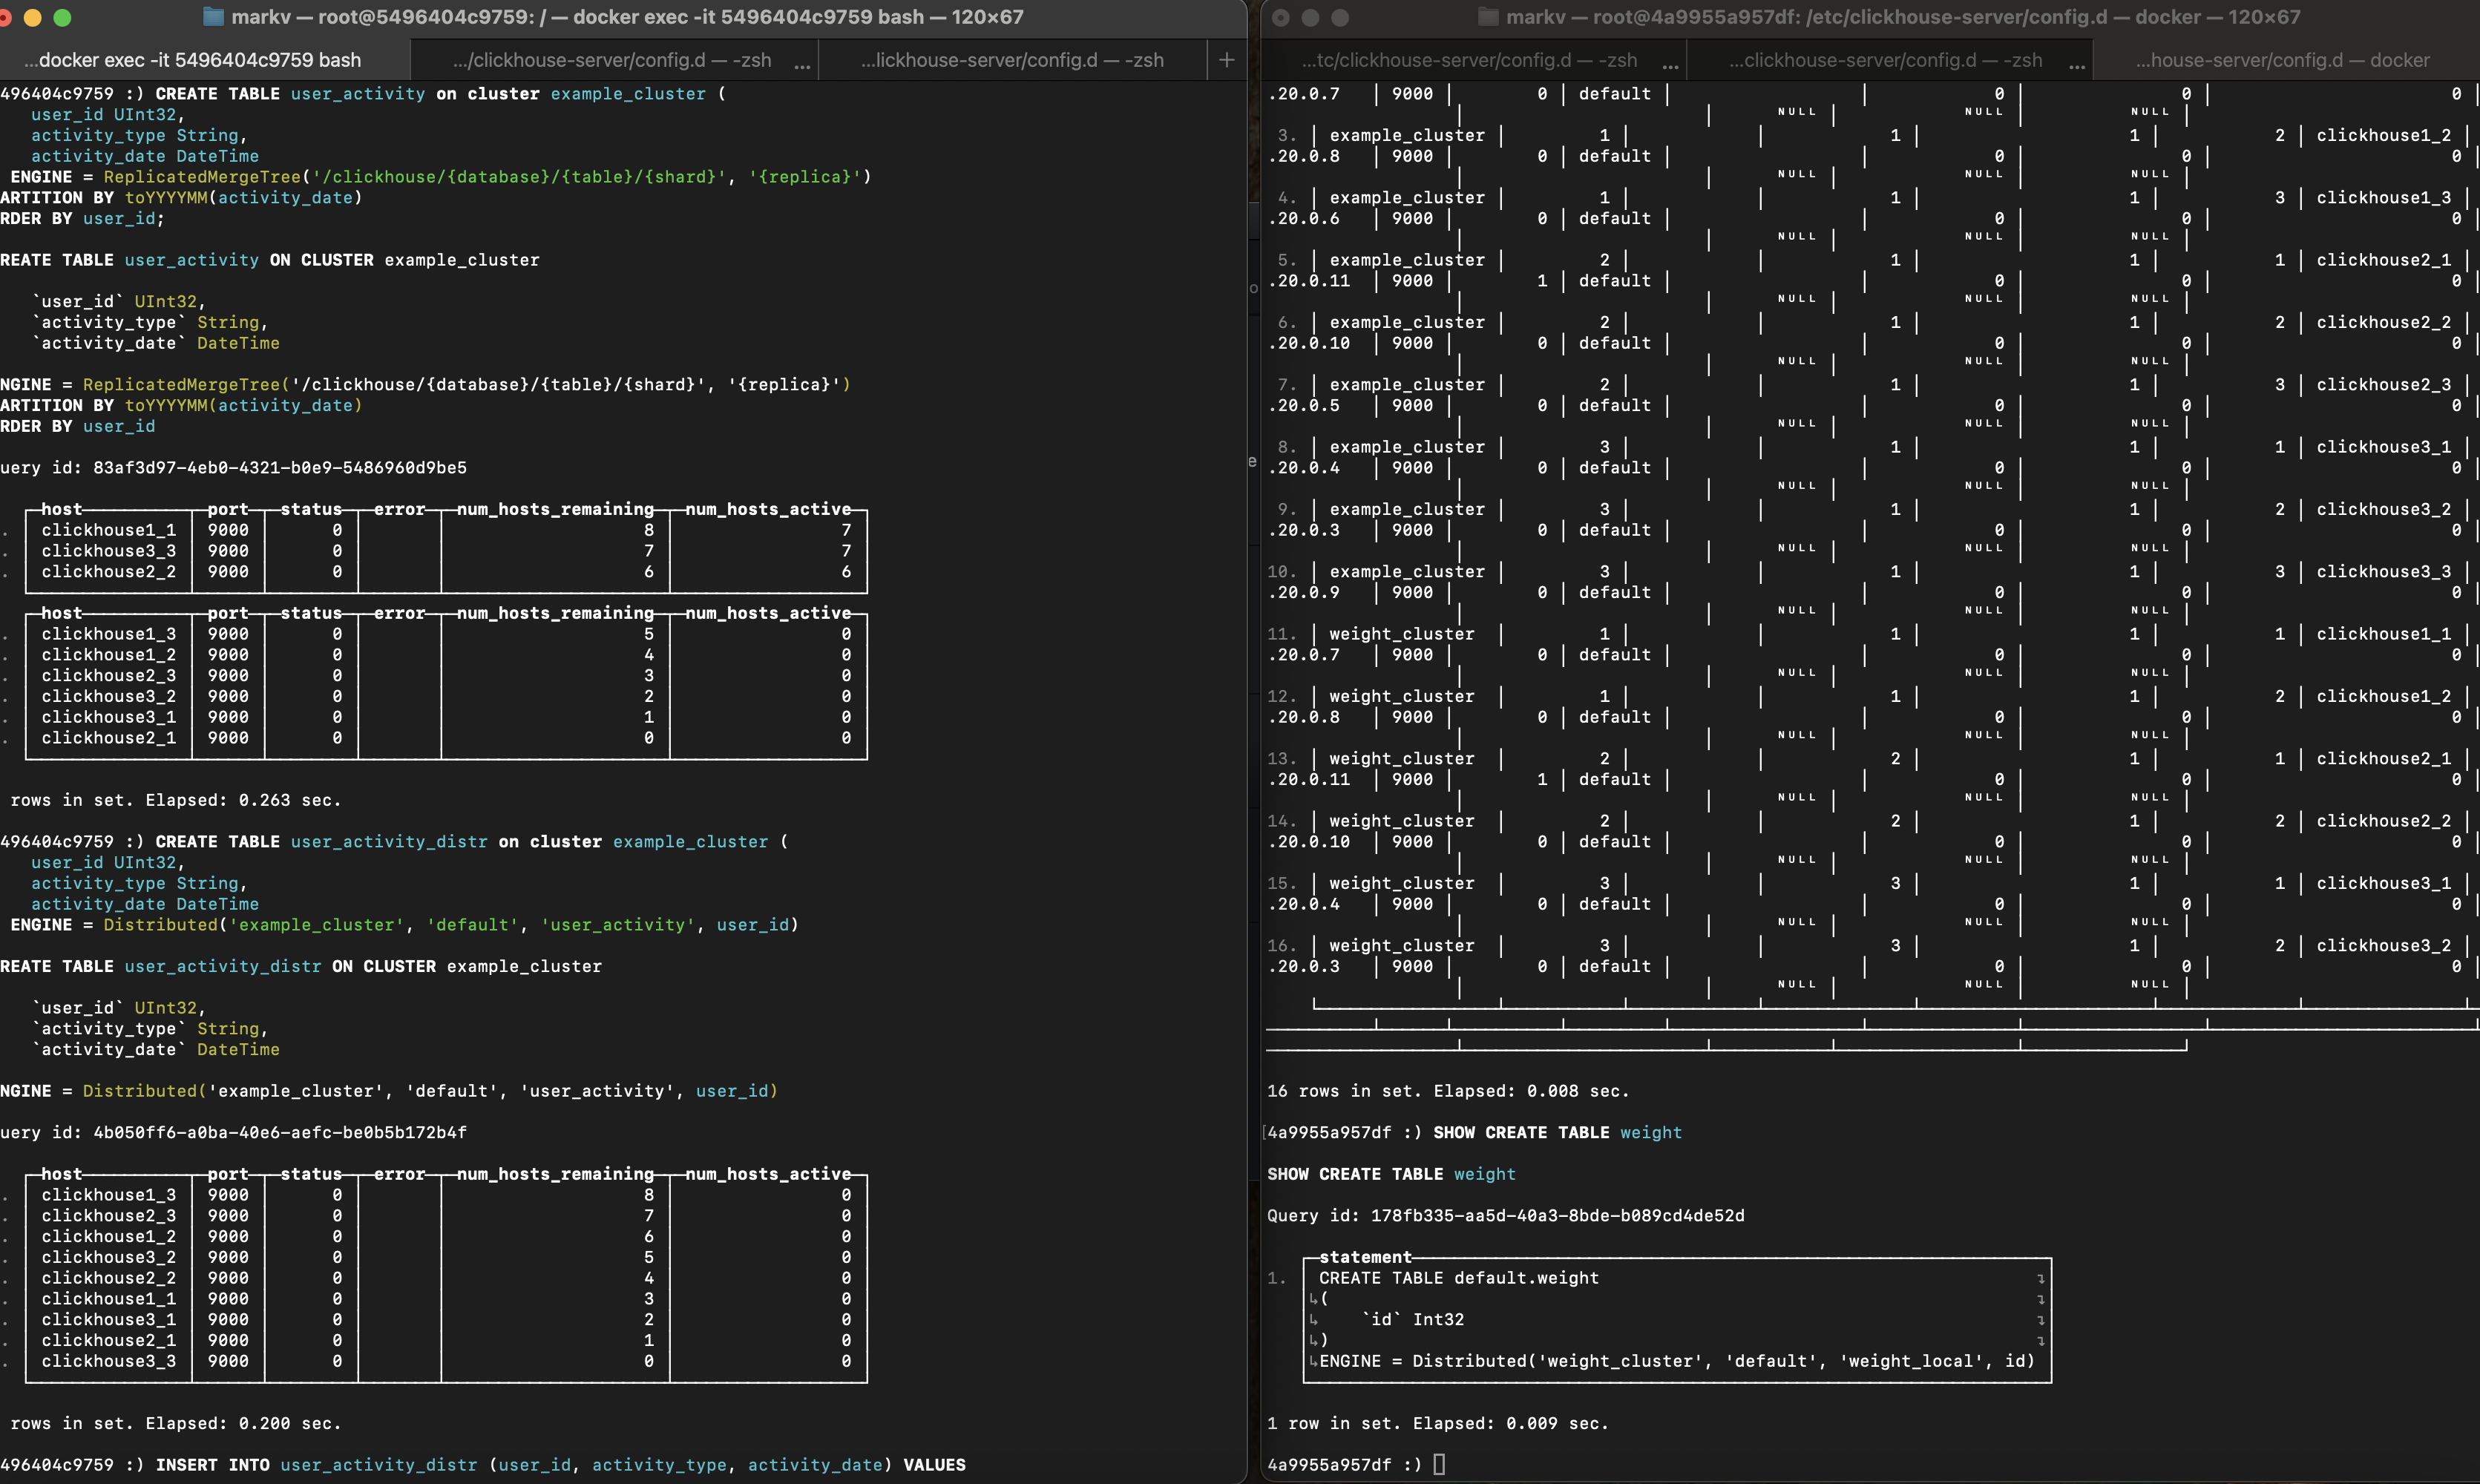 markv — root@5496404c9759: / — docker exec -it 5496404c9759 bash — 120×67
...docker exec -it 5496404c9759 bash
.../clickhouse-server/config.d — -zsh ...
...lickhouse-server/config.d — -zsh
+
496404c9759 :) CREATE TABLE user_activity on cluster example_cluster (
user_id UInt32,
activity_type String,
activity_date DateTime
ENGINE = ReplicatedMergeTree('/clickhouse/{database}/{table}/{shard}', '{replica}')
ARTITION BY toYYYYMM(activity_date)
RDER BY user_id;
REATE TABLE user_activity ON CLUSTER example_cluster
`user_id` UInt32,
`activity_type` String,
`activity_date` DateTime
NGINE = ReplicatedMergeTree('/clickhouse/{database}/{table}/{shard}', '{replica}')
ARTITION BY toYYYYMM(activity_date)
RDER BY user_id
uery id: 83af3d97-4eb0-4321-b0e9-5486960d9be5
host port status error num_hosts_remaining num_hosts_active
. clickhouse1_1 9000 0 8 7
. clickhouse3_3 9000 0 7 7
. clickhouse2_2 9000 0 6 6
host port status error num_hosts_remaining num_hosts_active
. clickhouse1_3 9000 0 5 0
. clickhouse1_2 9000 0 4 0
. clickhouse2_3 9000 0 3 0
. clickhouse3_2 9000 0 2 0
. clickhouse3_1 9000 0 1 0
. clickhouse2_1 9000 0 0 0
rows in set. Elapsed: 0.263 sec.
496404c9759 :) CREATE TABLE user_activity_distr on cluster example_cluster (
user_id UInt32,
activity_type String,
activity_date DateTime
ENGINE = Distributed('example_cluster', 'default', 'user_activity', user_id)
REATE TABLE user_activity_distr ON CLUSTER example_cluster
`user_id` UInt32,
`activity_type` String,
`activity_date` DateTime
NGINE = Distributed('example_cluster', 'default', 'user_activity', user_id)
uery id: 4b050ff6-a0ba-40e6-aefc-be0b5b172b4f
host port status error num_hosts_remaining num_hosts_active
. clickhouse1_3 9000 0 8 0
. clickhouse2_3 9000 0 7 0
. clickhouse1_2 9000 0 6 0
. clickhouse3_2 9000 0 5 0
. clickhouse2_2 9000 0 4 0
. clickhouse1_1 9000 0 3 0
. clickhouse3_1 9000 0 2 0
. clickhouse2_1 9000 0 1 0
. clickhouse3_3 9000 0 0 0
rows in set. Elapsed: 0.200 sec.
496404c9759 :) INSERT INTO user_activity_distr (user_id, activity_type, activity_date) VALUES
markv — root@4a9955a957df: /etc/clickhouse-server/config.d — docker — 120×67
...tc/clickhouse-server/config.d — -zsh ...
...clickhouse-server/config.d — -zsh ...
...house-server/config.d — docker
.20.0.7 9000 0 default 0 0 0
NULL NULL NULL
3. example_cluster 1 1 1 2 clickhouse1_2
.20.0.8 9000 0 default 0 0 0
NULL NULL NULL
4. example_cluster 1 1 1 3 clickhouse1_3
.20.0.6 9000 0 default 0 0 0
NULL NULL NULL
5. example_cluster 2 1 1 1 clickhouse2_1
.20.0.11 9000 1 default 0 0 0
NULL NULL NULL
6. example_cluster 2 1 1 2 clickhouse2_2
.20.0.10 9000 0 default 0 0 0
NULL NULL NULL
7. example_cluster 2 1 1 3 clickhouse2_3
.20.0.5 9000 0 default 0 0 0
NULL NULL NULL
8. example_cluster 3 1 1 1 clickhouse3_1
.20.0.4 9000 0 default 0 0 0
NULL NULL NULL
9. example_cluster 3 1 1 2 clickhouse3_2
.20.0.3 9000 0 default 0 0 0
NULL NULL NULL
10. example_cluster 3 1 1 3 clickhouse3_3
.20.0.9 9000 0 default 0 0 0
NULL NULL NULL
11. weight_cluster 1 1 1 1 clickhouse1_1
.20.0.7 9000 0 default 0 0 0
NULL NULL NULL
12. weight_cluster 1 1 1 2 clickhouse1_2
.20.0.8 9000 0 default 0 0 0
NULL NULL NULL
13. weight_cluster 2 2 1 1 clickhouse2_1
.20.0.11 9000 1 default 0 0 0
NULL NULL NULL
14. weight_cluster 2 2 1 2 clickhouse2_2
.20.0.10 9000 0 default 0 0 0
NULL NULL NULL
15. weight_cluster 3 3 1 1 clickhouse3_1
.20.0.4 9000 0 default 0 0 0
NULL NULL NULL
16. weight_cluster 3 3 1 2 clickhouse3_2
.20.0.3 9000 0 default 0 0 0
NULL NULL NULL
16 rows in set. Elapsed: 0.008 sec.
[4a9955a957df :) SHOW CREATE TABLE weight
SHOW CREATE TABLE weight
Query id: 178fb335-aa5d-40a3-8bde-b089cd4de52d
statement
1. CREATE TABLE default.weight ↴
↳( ↴
↳ `id` Int32 ↴
↳) ↴
↳ENGINE = Distributed('weight_cluster', 'default', 'weight_local', id)
1 row in set. Elapsed: 0.009 sec.
4a9955a957df :)